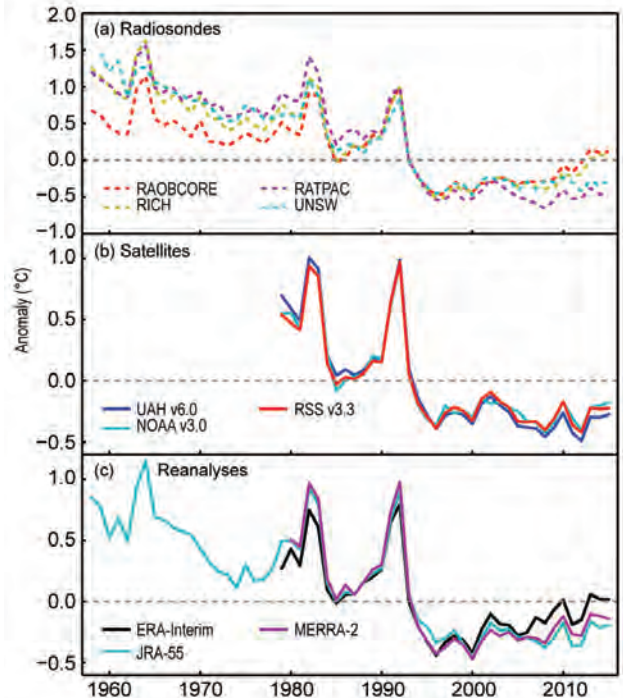 2.0
(a) Radiosondes
1.5
1.0
0.5
0.0
−0.5
RAOBCORE RATPAC
RICH UNSW
−1.0
(b) Satellites
1.0
0.5
0.0
UAH v6.0 RSS v3.3
NOAA v3.0
−0.5
Anomaly (°C)
(c) Reanalyses
1.0
0.5
0.0
ERA-Interim MERRA-2
JRA-55
−0.5
1960 1970 1980 1990 2000 2010